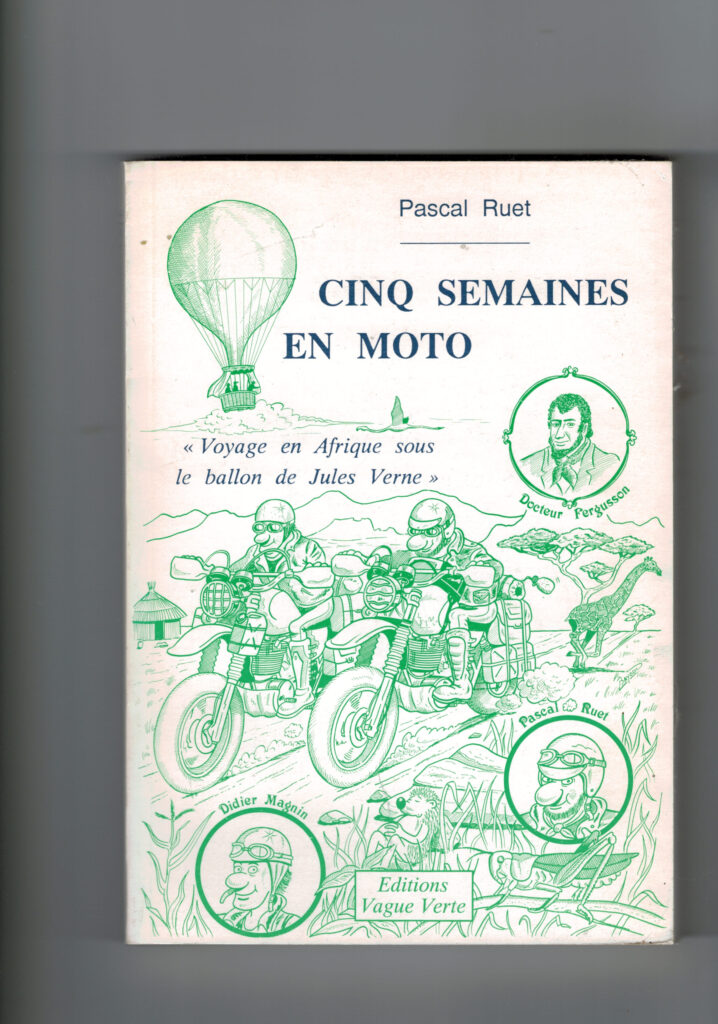 Pascal Ruet
CINQ SEMAINES
EN MOTO
« Voyage en Afrique sous
le ballon de Jules Verne »
Docteur Fergusson
Pascal Ruet
Didier Magnin
Editions
Vague Verte